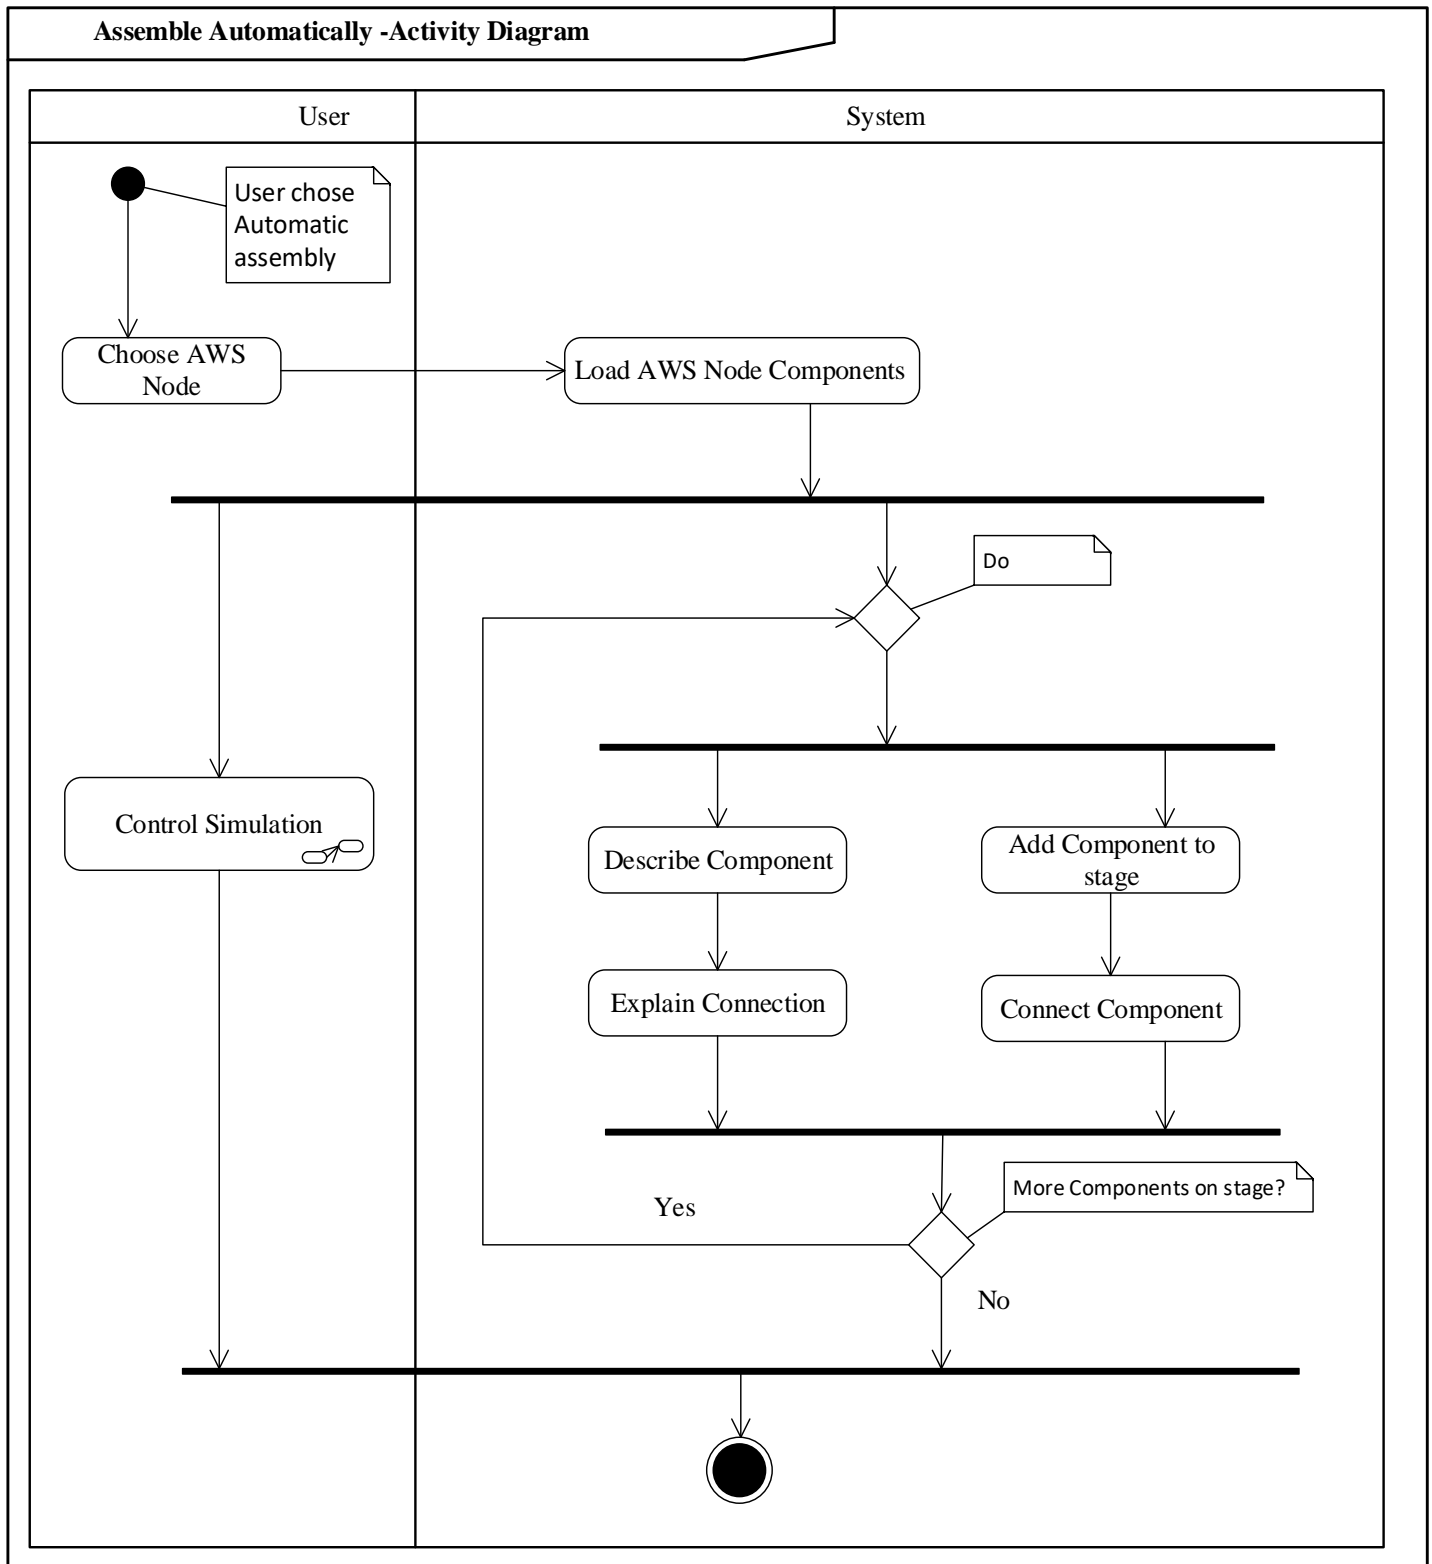 Assemble Automatically -Activity Diagram
User
System
User chose
Automatic
assembly
Choose AWS
Node
Load AWS Node Components
Do
Control Simulation
Describe Component
Add Component to
stage
Explain Connection
Connect Component
More Components on stage?
Yes
No